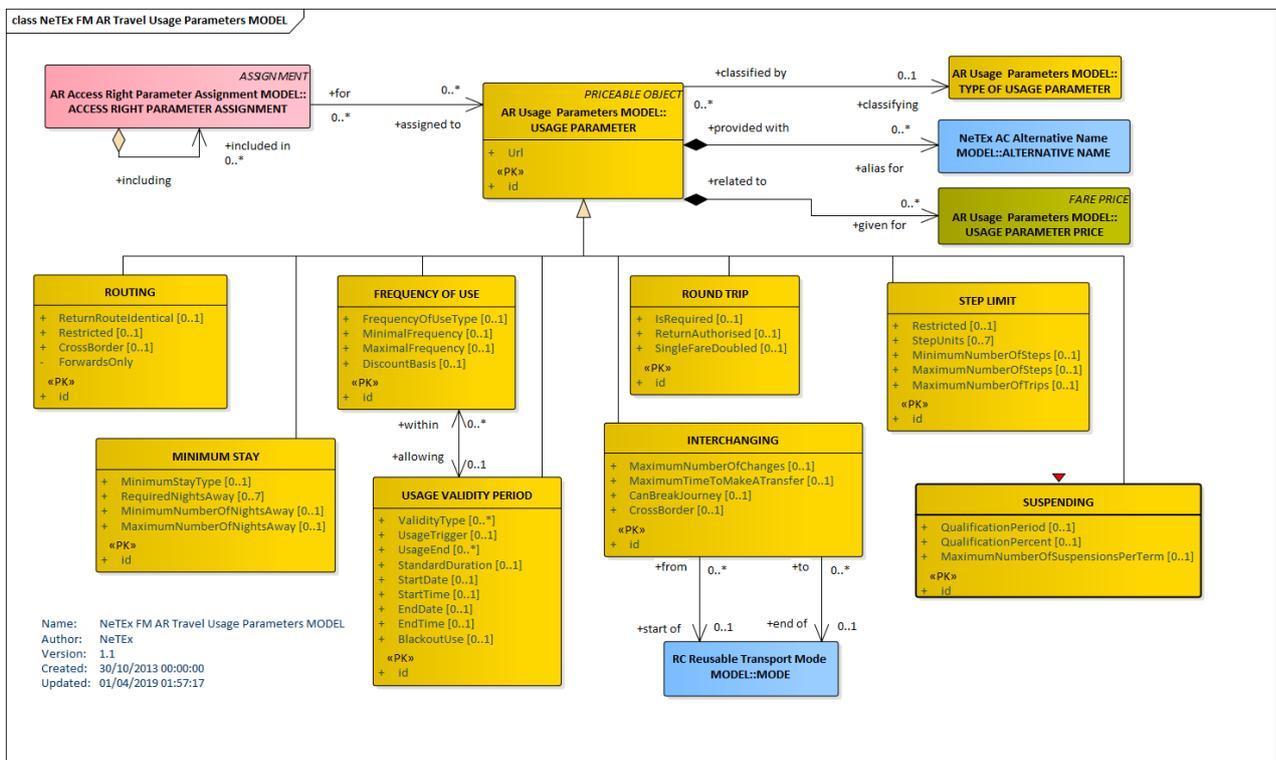 class NeTEx FM AR Travel Usage Parameters MODEL
ASSIGNMENT
AR Access Right Parameter Assignment MODEL::
ACCESS RIGHT PARAMETER ASSIGNMENT
+for
0..*
0..*
+assigned to
+included in
0..*
+including
PRICEABLE OBJECT
AR Usage Parameters MODEL::
USAGE PARAMETER
+ Url
«PK»
+ id
+classified by
0..1
0..*
+classifying
AR Usage Parameters MODEL::
TYPE OF USAGE PARAMETER
+provided with
0..*
+alias for
NeTEx AC Alternative Name
MODEL::ALTERNATIVE NAME
+related to
0..*
+given for
FARE PRICE
AR Usage Parameters MODEL::
USAGE PARAMETER PRICE
ROUTING
+ ReturnRouteIdentical [0..1]
+ Restricted [0..1]
+ CrossBorder [0..1]
- ForwardsOnly
«PK»
+ id
FREQUENCY OF USE
+ FrequencyOfUseType [0..1]
+ MinimalFrequency [0..1]
+ MaximalFrequency [0..1]
+ DiscountBasis [0..1]
«PK»
+ id
ROUND TRIP
+ IsRequired [0..1]
+ ReturnAuthorised [0..1]
+ SingleFareDoubled [0..1]
«PK»
+ id
STEP LIMIT
+ Restricted [0..1]
+ StepUnits [0..7]
+ MinimumNumberOfSteps [0..1]
+ MaximumNumberOfSteps [0..1]
+ MaximumNumberOfTrips [0..1]
«PK»
+ id
+within
0..*
+allowing
0..1
MINIMUM STAY
+ MinimumStayType [0..1]
+ RequiredNightsAway [0..7]
+ MinimumNumberOfNightsAway [0..1]
+ MaximumNumberOfNightsAway [0..1]
«PK»
+ id
USAGE VALIDITY PERIOD
+ ValidityType [0..*]
+ UsageTrigger [0..1]
+ UsageEnd [0..*]
+ StandardDuration [0..1]
+ StartDate [0..1]
+ StartTime [0..1]
+ EndDate [0..1]
+ EndTime [0..1]
+ BlackoutUse [0..1]
«PK»
+ id
INTERCHANGING
+ MaximumNumberOfChanges [0..1]
+ MaximumTimeToMakeATransfer [0..1]
+ CanBreakJourney [0..1]
+ CrossBorder [0..1]
«PK»
+ id
SUSPENDING
+ QualificationPeriod [0..1]
+ QualificationPercent [0..1]
+ MaximumNumberOfSuspensionsPerTerm [0..1]
«PK»
+ id
+from
0..*
+to
0..*
+start of
0..1
+end of
0..1
RC Reusable Transport Mode
MODEL::MODE
Name: NeTEx FM AR Travel Usage Parameters MODEL
Author: NeTEx
Version: 1.1
Created: 30/10/2013 00:00:00
Updated: 01/04/2019 01:57:17